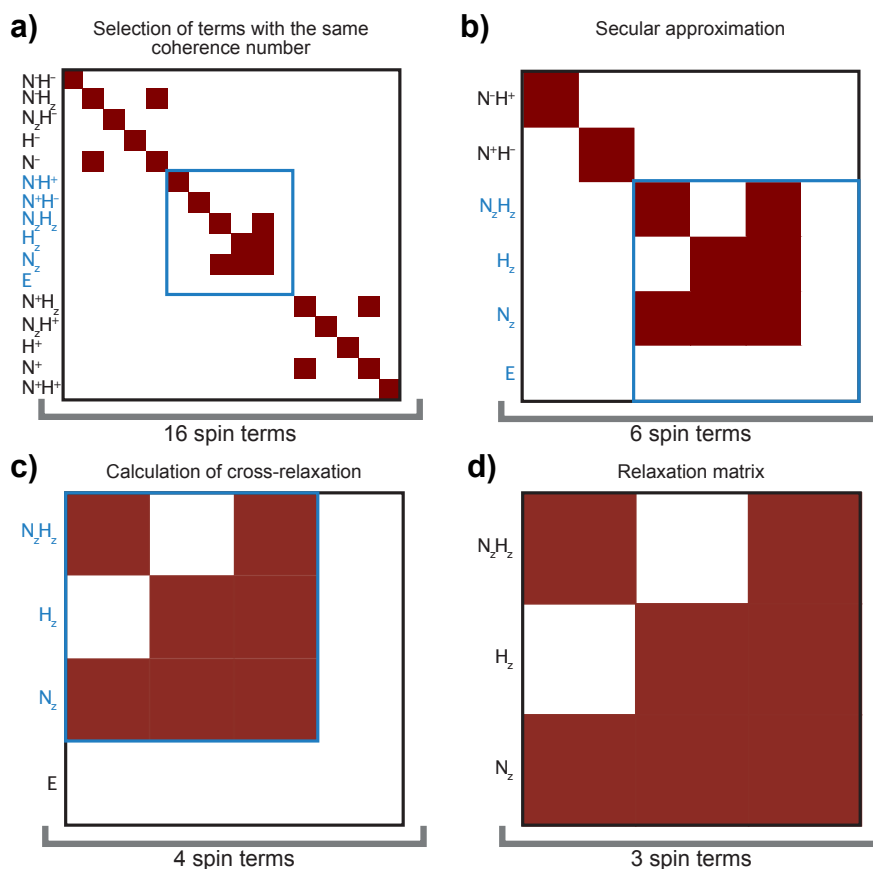 a)
Selection of terms with the same
coherence number
N⁻H⁻
N⁻H_z
N_zH⁻
H⁻
N⁻
N⁻H⁺
N⁺H⁻
N_zH_z
H_z
N_z
E
N⁺H_z
N_zH⁺
H⁺
N⁺
N⁺H⁺
16 spin terms
b)
Secular approximation
N⁻H⁺
N⁺H⁻
N_zH_z
H_z
N_z
E
6 spin terms
c)
Calculation of cross-relaxation
N_zH_z
H_z
N_z
E
4 spin terms
d)
Relaxation matrix
N_zH_z
H_z
N_z
3 spin terms